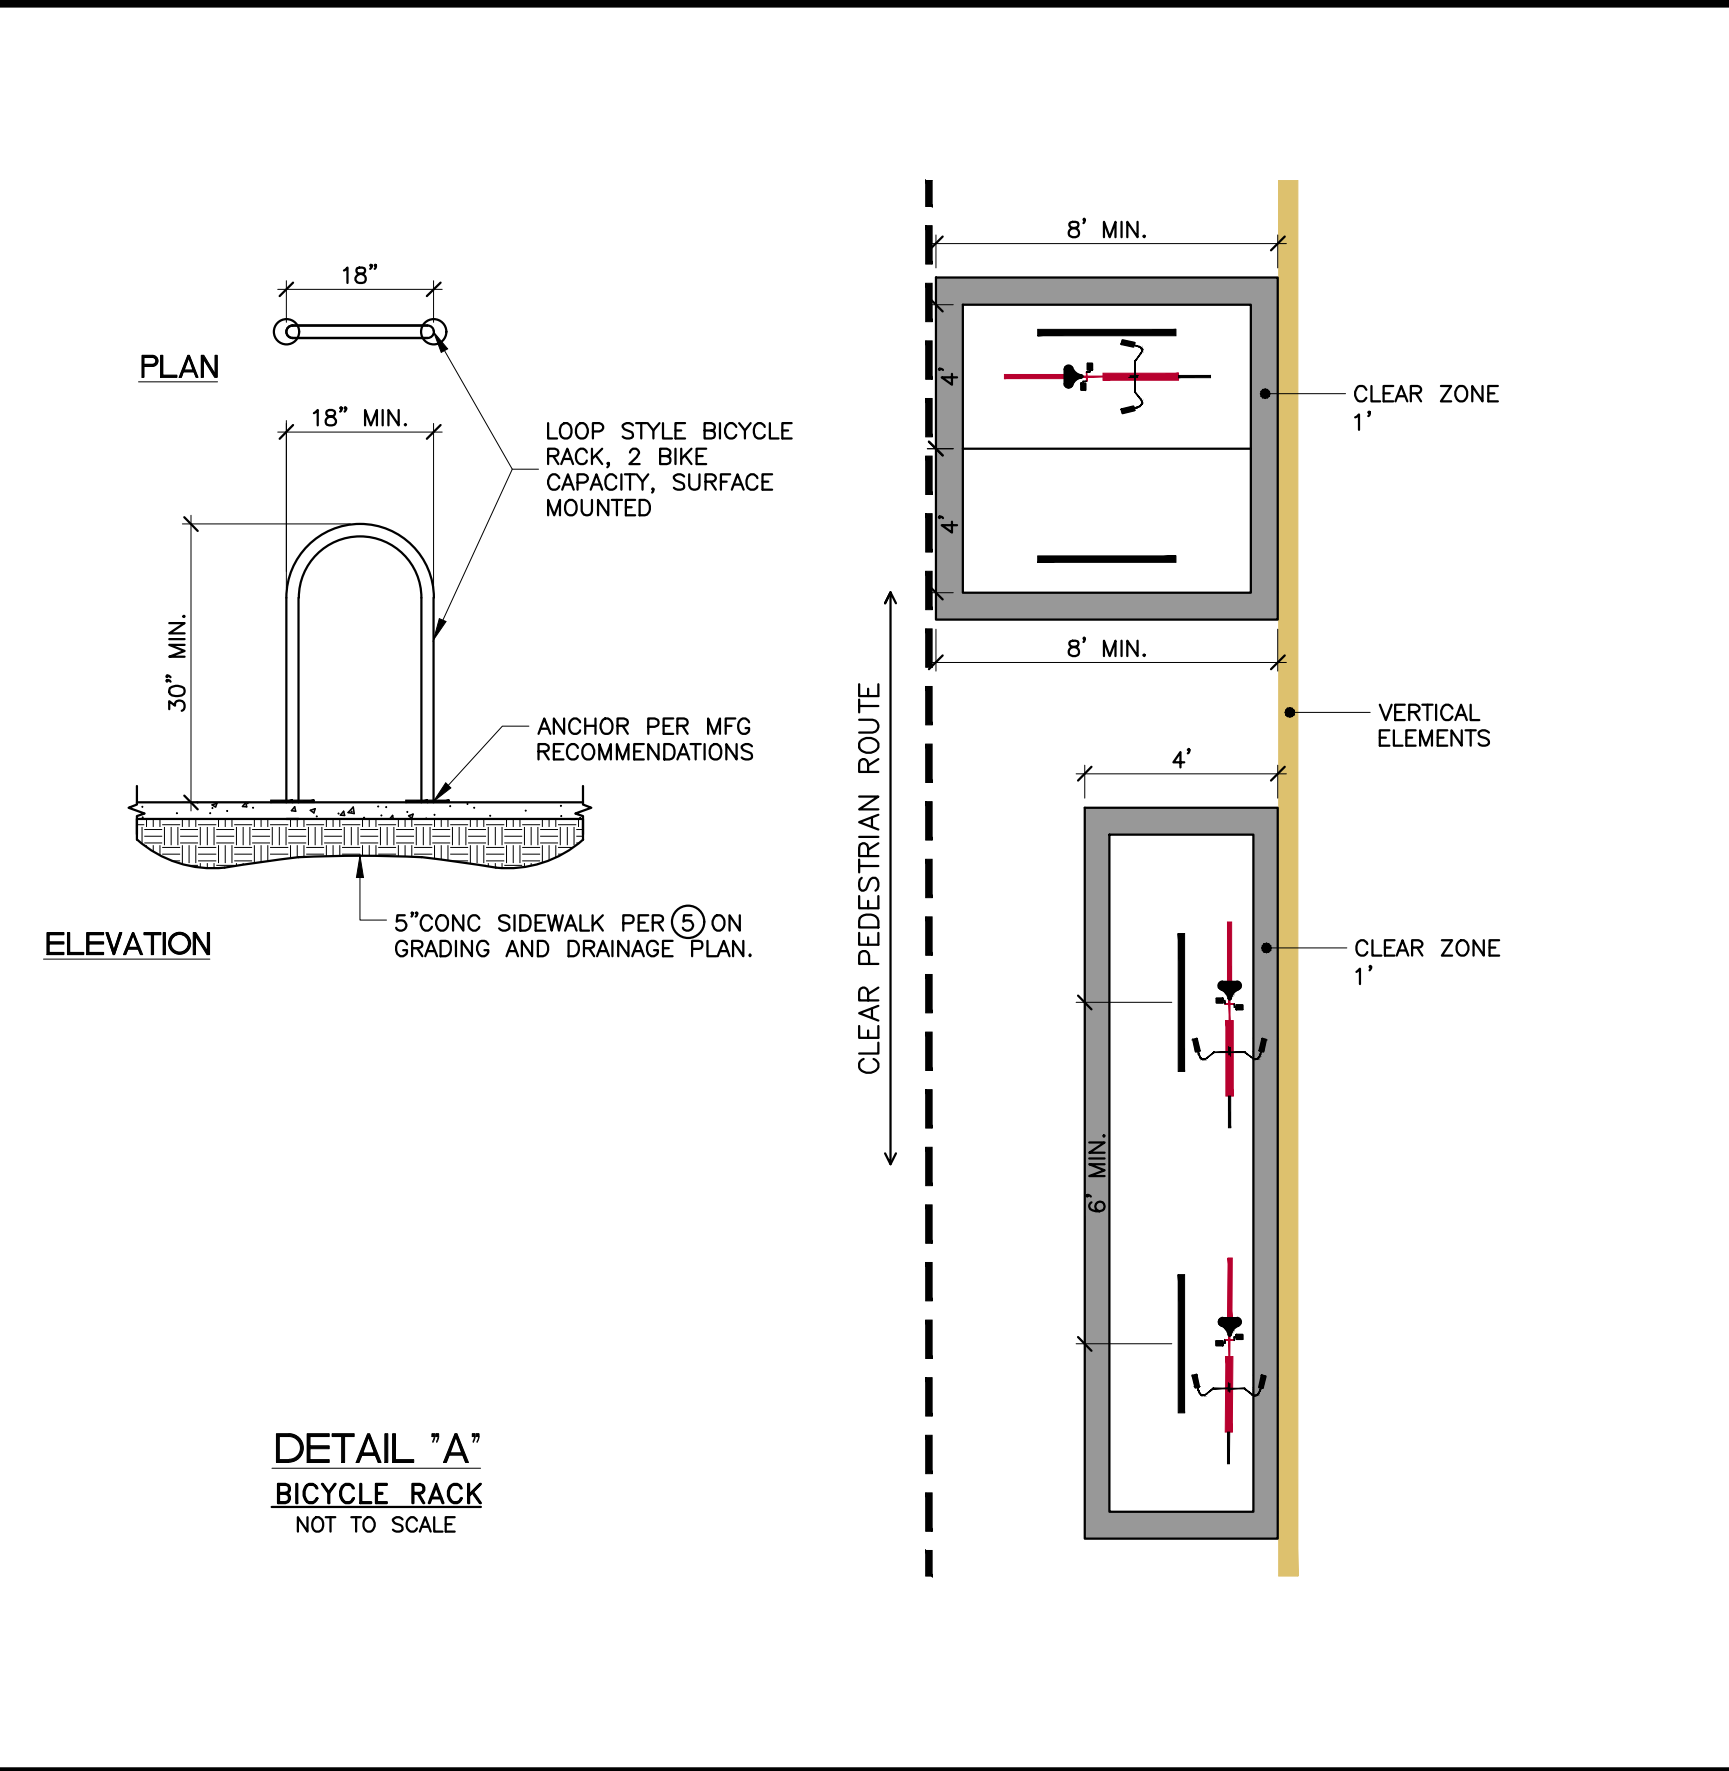 18"
PLAN
18" MIN.
LOOP STYLE BICYCLE
RACK, 2 BIKE
CAPACITY, SURFACE
MOUNTED
30" MIN.
ANCHOR PER MFG
RECOMMENDATIONS
5"CONC SIDEWALK PER 5 ON
GRADING AND DRAINAGE PLAN.
ELEVATION
DETAIL "A"
BICYCLE RACK
NOT TO SCALE
8' MIN.
4'
4'
CLEAR ZONE
1'
8' MIN.
CLEAR PEDESTRIAN ROUTE
VERTICAL
ELEMENTS
4'
CLEAR ZONE
1'
6' MIN.